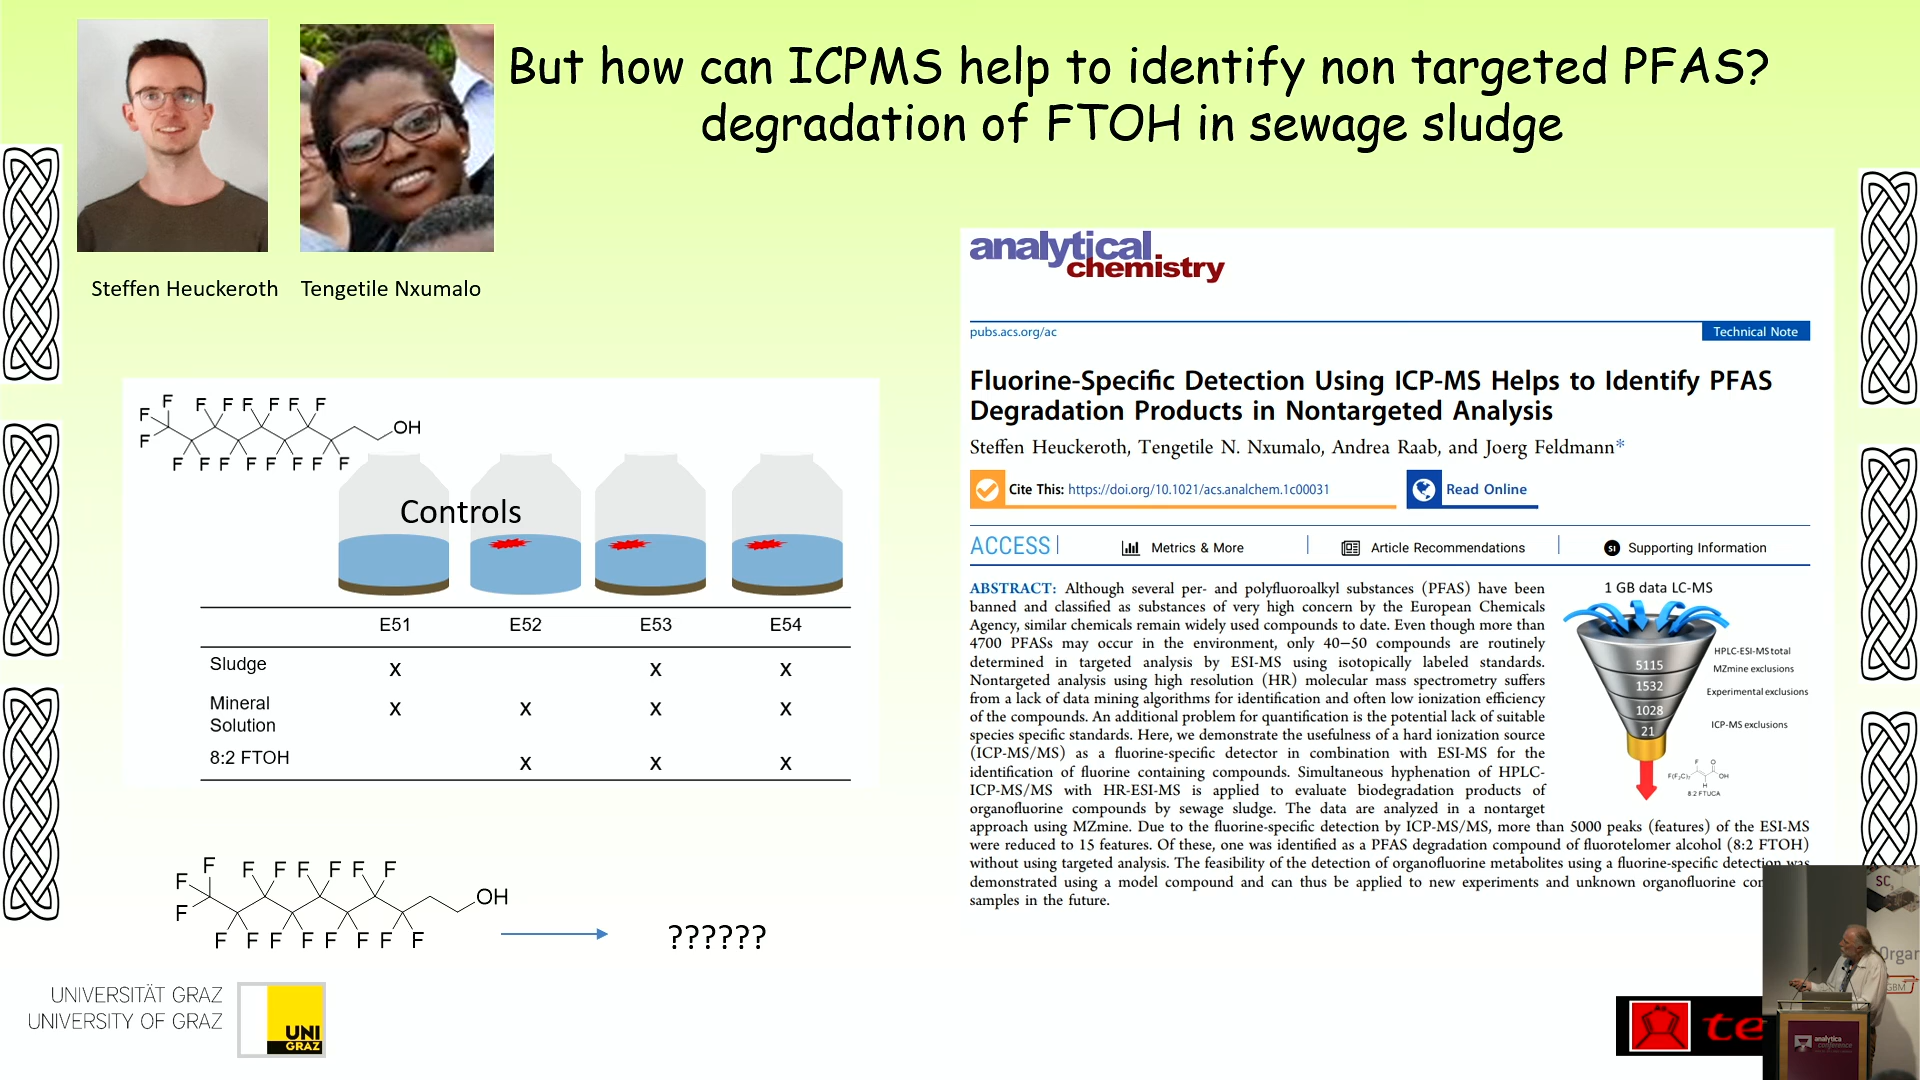 But how can ICPMS help to identify non targeted PFAS?
degradation of FTOH in sewage sludge
Steffen Heuckeroth
Tengetile Nxumalo
F F F F F F F F
F
F
OH
F F F F F F F F
Controls
E51 E52 E53 E54
Sludge x x x
Mineral
Solution x x x x
8:2 FTOH x x x
F F F F F F F
F
F
OH
F F F F F F F F
??????
UNIVERSITÄT GRAZ
UNIVERSITY OF GRAZ
UNI
GRAZ
analytical
chemistry
pubs.acs.org/ac
Technical Note
Fluorine-Specific Detection Using ICP-MS Helps to Identify PFAS
Degradation Products in Nontargeted Analysis
Steffen Heuckeroth, Tengetile N. Nxumalo, Andrea Raab, and Joerg Feldmann*
Cite This: https://doi.org/10.1021/acs.analchem.1c00031
Read Online
ACCESS
Metrics & More
Article Recommendations
SI
Supporting Information
ABSTRACT: Although several per- and polyfluoroalkyl substances (PFAS) have been
banned and classified as substances of very high concern by the European Chemicals
Agency, similar chemicals remain widely used compounds to date. Even though more than
4700 PFASs may occur in the environment, only 40−50 compounds are routinely
determined in targeted analysis by ESI-MS using isotopically labeled standards.
Nontargeted analysis using high resolution (HR) molecular mass spectrometry suffers
from a lack of data mining algorithms for identification and often low ionization efficiency
of the compounds. An additional problem for quantification is the potential lack of suitable
species specific standards. Here, we demonstrate the usefulness of a hard ionization source
(ICP-MS/MS) as a fluorine-specific detector in combination with ESI-MS for the
identification of fluorine containing compounds. Simultaneous hyphenation of HPLC-
ICP-MS/MS with HR-ESI-MS is applied to evaluate biodegradation products of
organofluorine compounds by sewage sludge. The data are analyzed in a nontarget
approach using MZmine. Due to the fluorine-specific detection by ICP-MS/MS, more than 5000 peaks (features) of the ESI-MS
were reduced to 15 features. Of these, one was identified as a PFAS degradation compound of fluorotelomer alcohol (8:2 FTOH)
without using targeted analysis. The feasibility of the detection of organofluorine metabolites using a fluorine-specific detection was
demonstrated using a model compound and can thus be applied to new experiments and unknown organofluorine con
samples in the future.
1 GB data LC-MS
HPLC-ESI-MS total
5115
MZmine exclusions
1532
Experimental exclusions
1028
ICP-MS exclusions
21
F O
F(F₂C)₇ OH
H
8:2 FTUCA
te
SC
Organ
GBM
analytica
conference